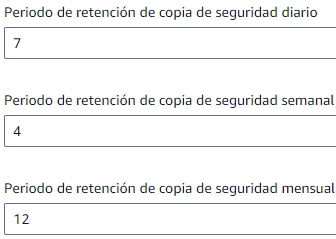 Periodo de retención de copia de seguridad diario
7
Periodo de retención de copia de seguridad semanal
4
Periodo de retención de copia de seguridad mensual
12